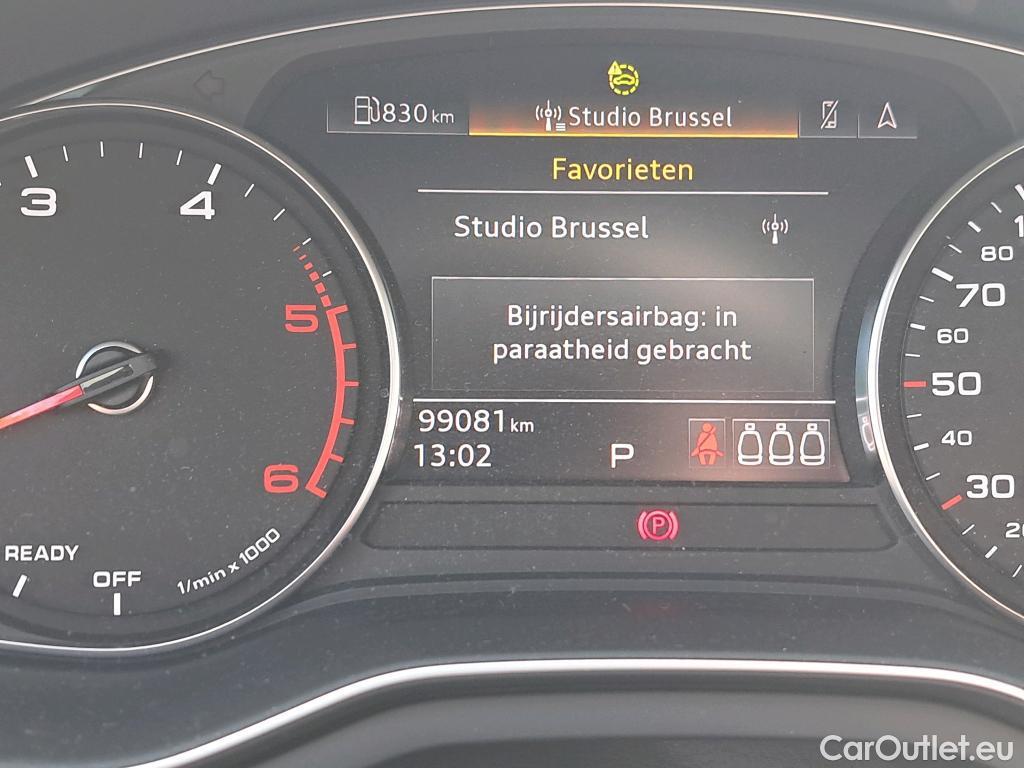 830 km
Studio Brussel
Favorieten
Studio Brussel
Bijrijdersairbag: in
paraatheid gebracht
99081 km
13:02
P
P
3
4
5
6
READY
OFF
1/min x 1000
80
70
60
50
40
30
20
CarOutlet.eu